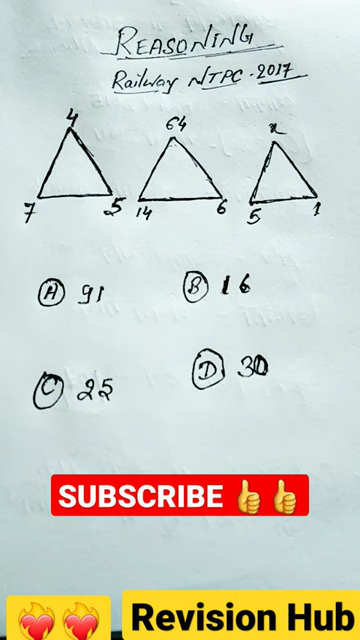 REASONING
Railway NTPC-2017
4 64 x
7 5 14 6 5 1
A 91 B 16
C 25 D 30
SUBSCRIBE 👍👍
❤️‍🔥❤️‍🔥 Revision Hub